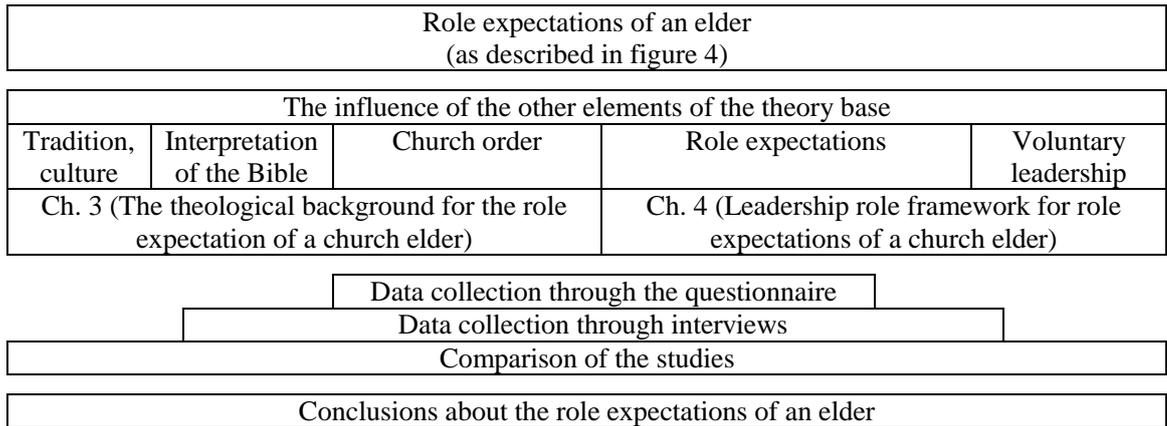 Role expectations of an elder
(as described in figure 4)
The influence of the other elements of the theory base
Tradition,
culture
Interpretation
of the Bible
Church order
Role expectations
Voluntary
leadership
Ch. 3 (The theological background for the role
expectation of a church elder)
Ch. 4 (Leadership role framework for role
expectations of a church elder)
Data collection through the questionnaire
Data collection through interviews
Comparison of the studies
Conclusions about the role expectations of an elder